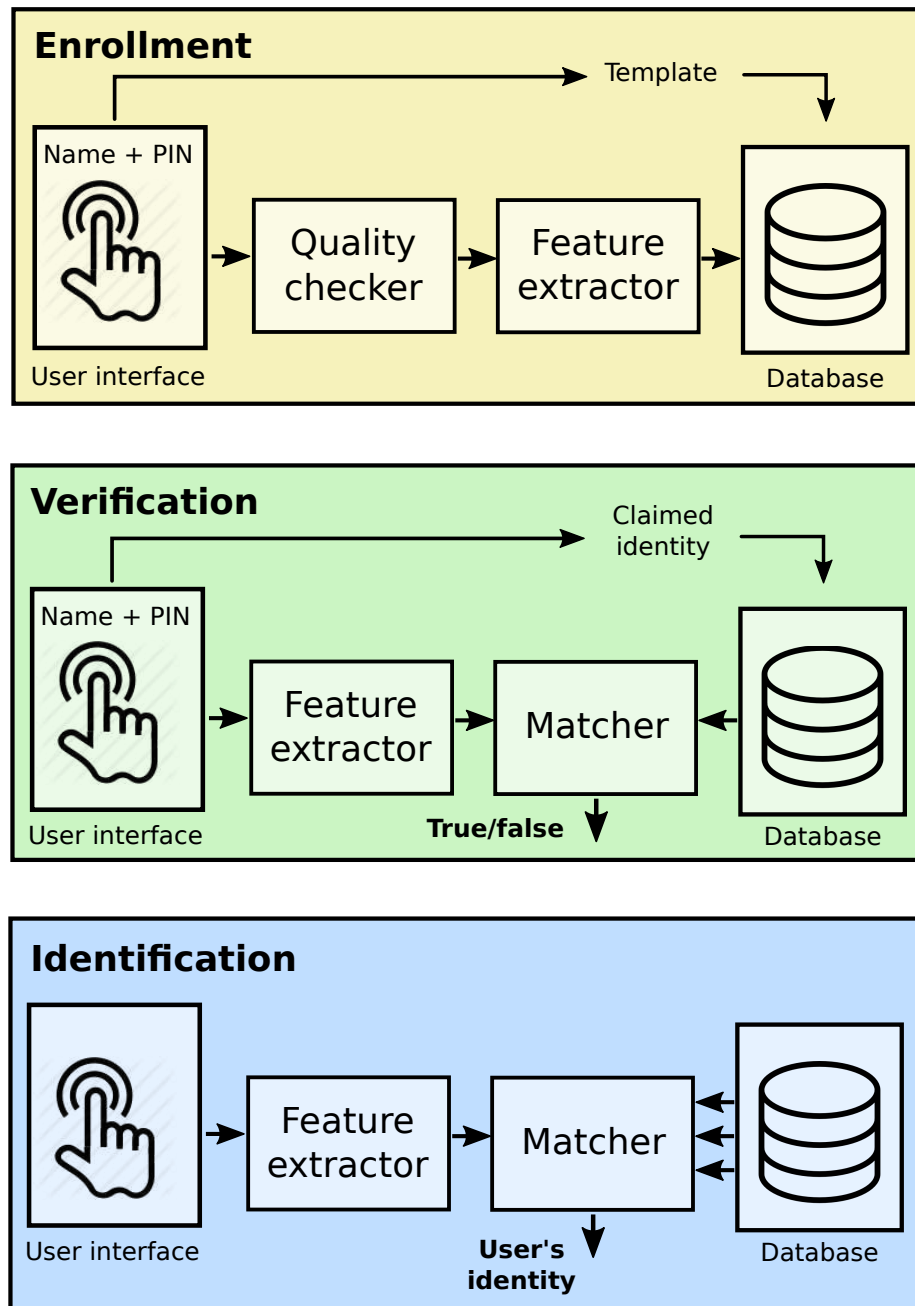 Enrollment
Template
Name + PIN
Quality
checker
Feature
extractor
User interface
Database
Verification
Claimed
identity
Name + PIN
Feature
extractor
Matcher
True/false
User interface
Database
Identification
Feature
extractor
Matcher
User interface
User's
identity
Database